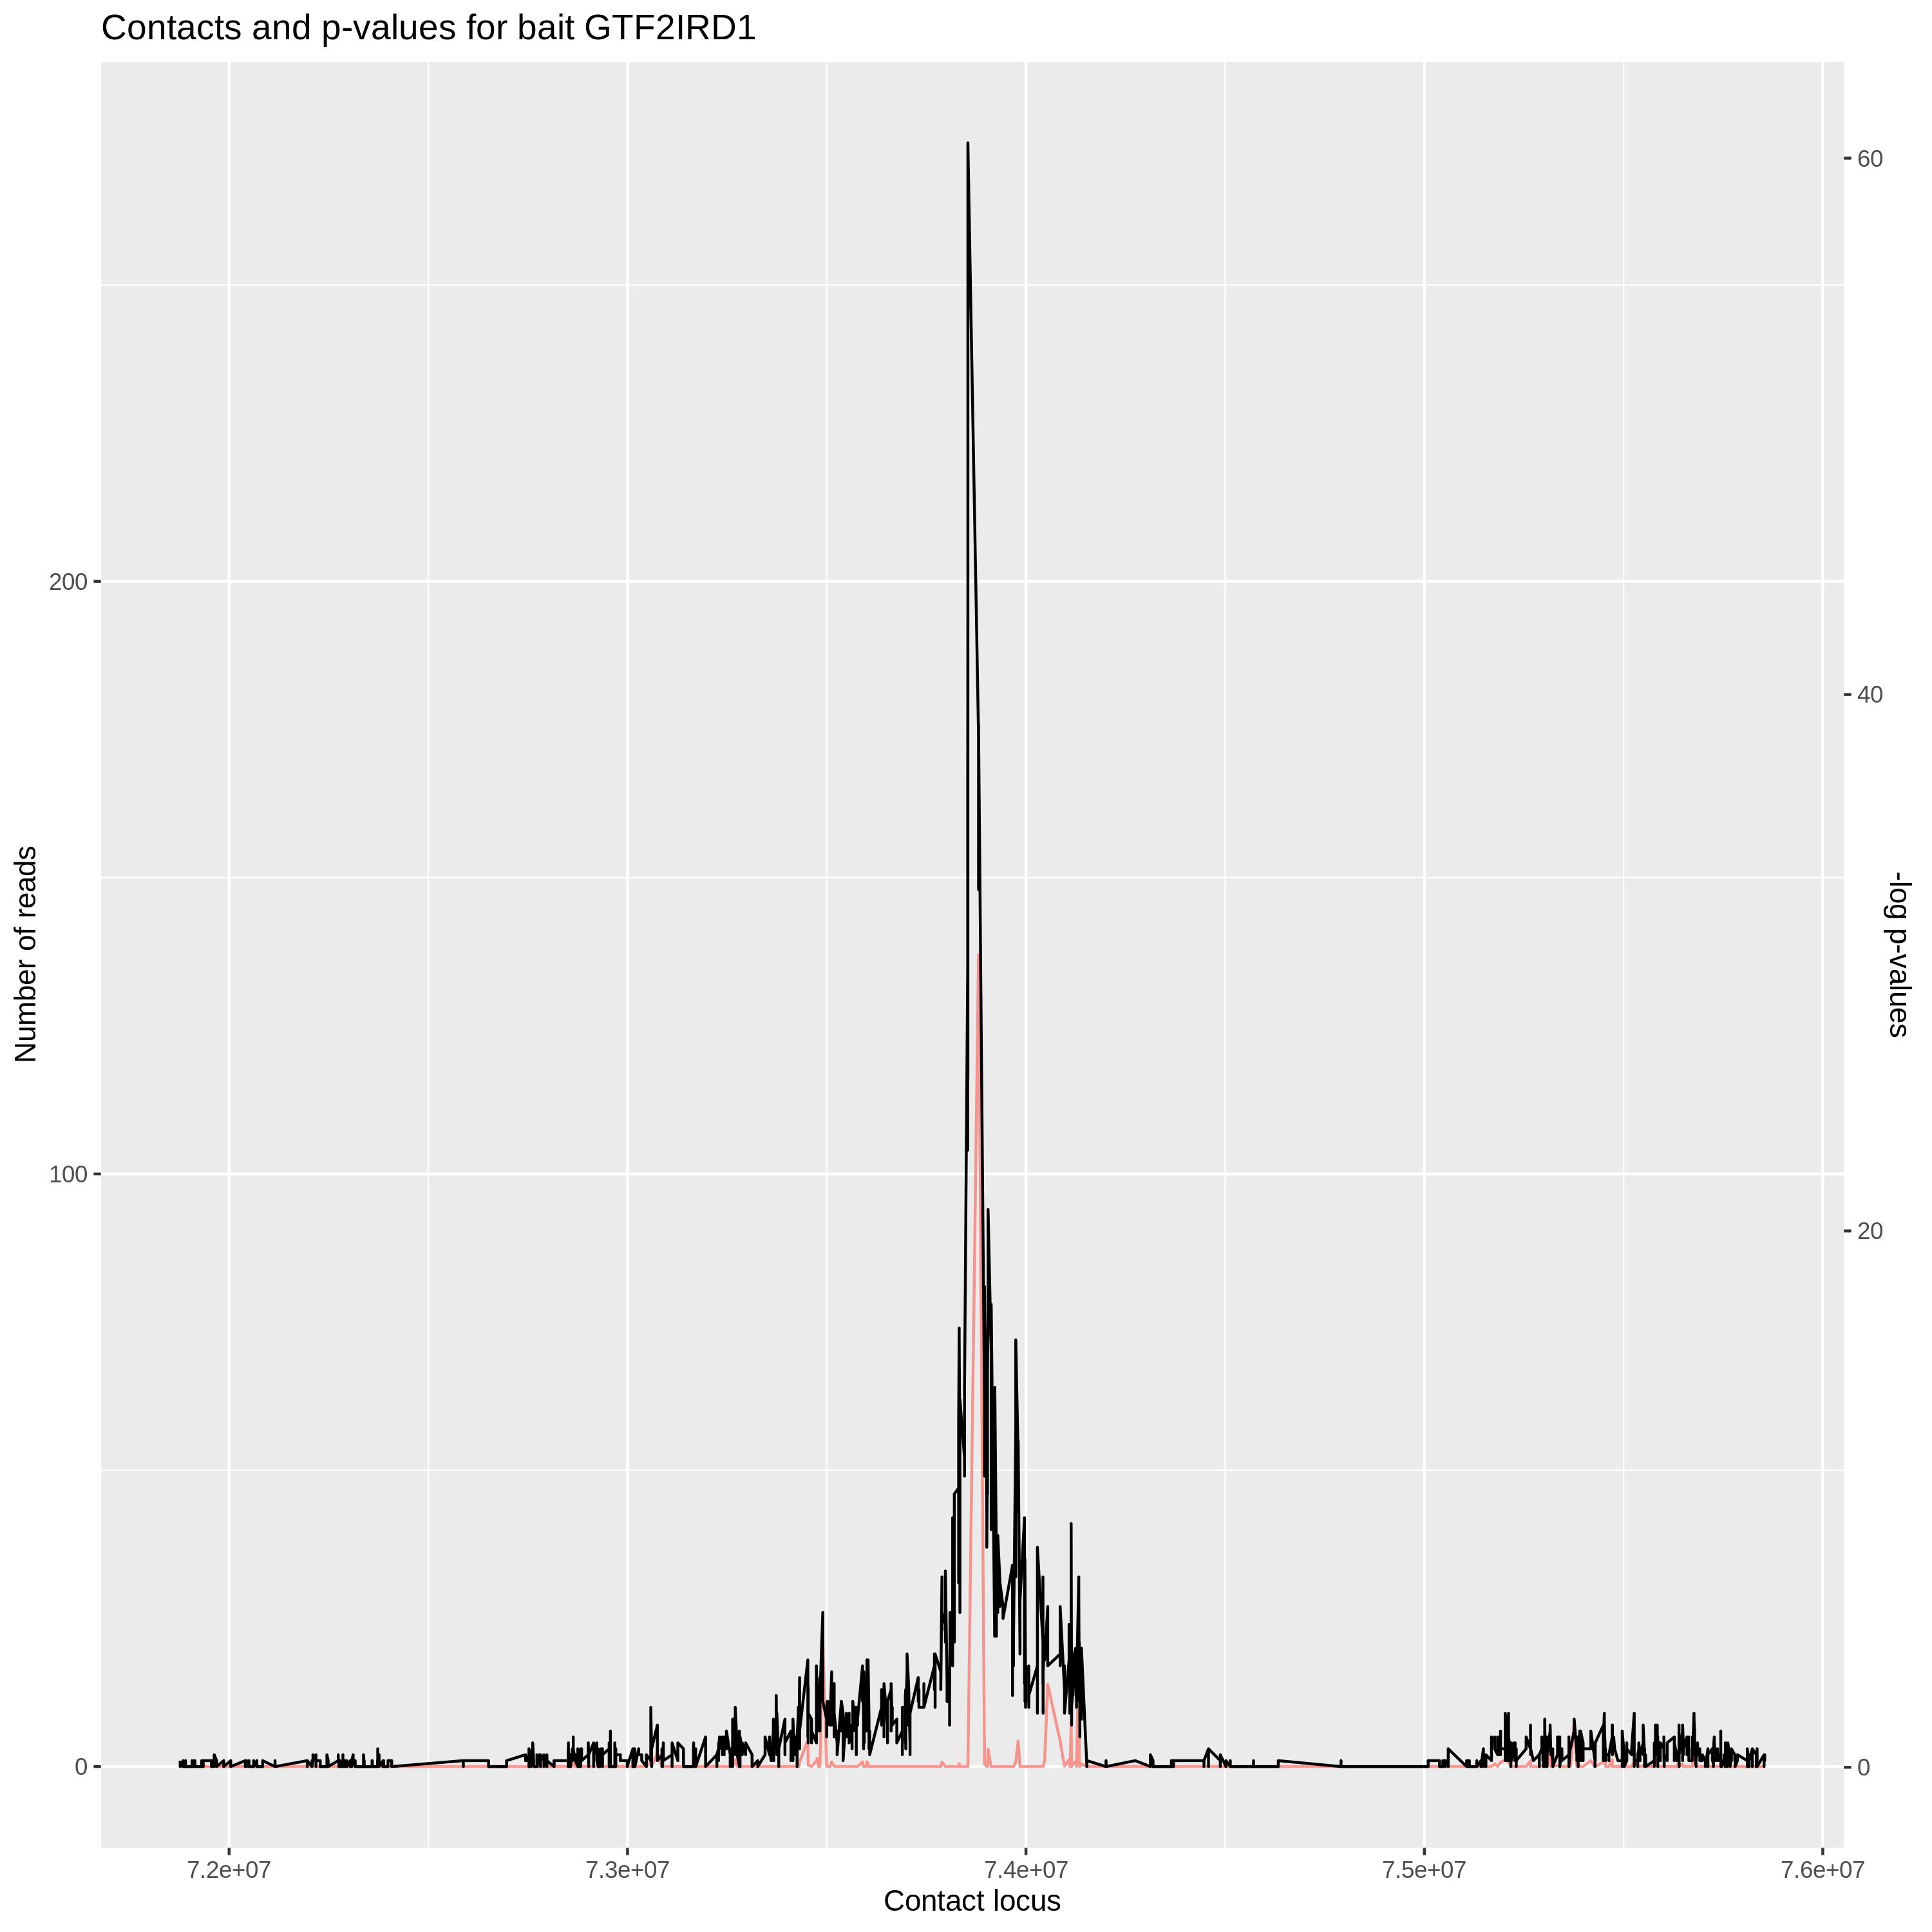 Contacts and p-values for bait GTF2IRD1
60
200
40
Number of reads
-log p-values
100
20
0
0
7.2e+07 7.3e+07 7.4e+07 7.5e+07 7.6e+07
Contact locus